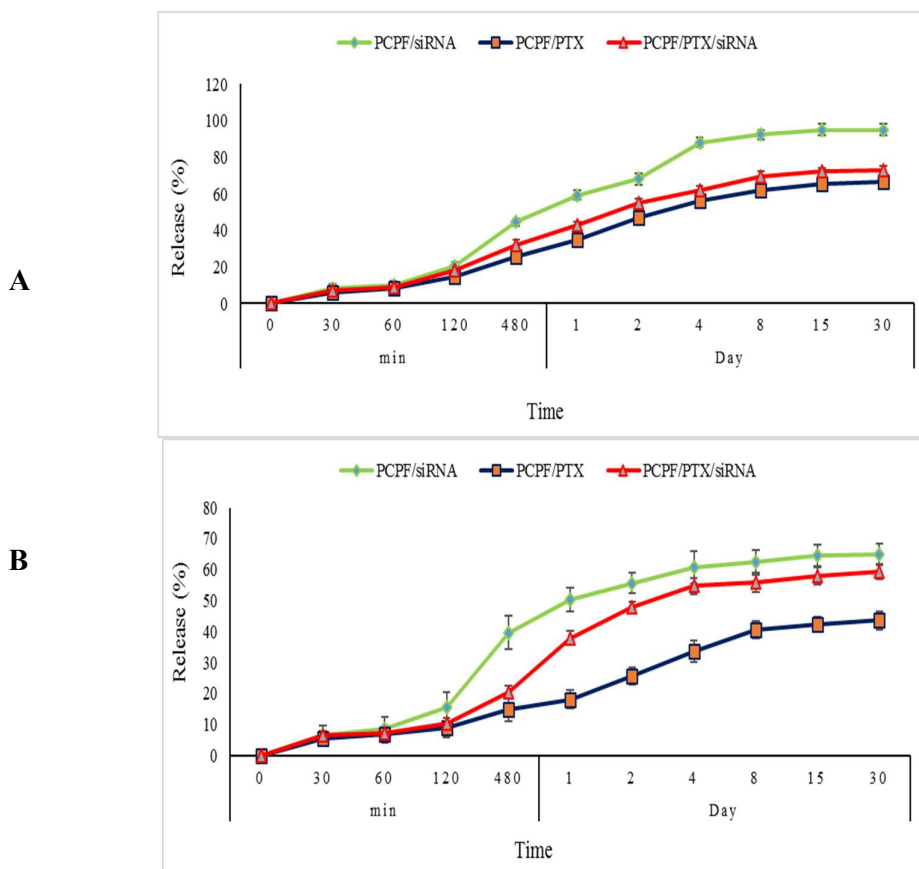 A
PCPF/siRNA PCPF/PTX PCPF/PTX/siRNA
120
100
80
60
40
20
0
Release (%)
0 30 60 120 480 1 2 4 8 15 30
min Day
Time
B
PCPF/siRNA PCPF/PTX PCPF/PTX/siRNA
80
70
60
50
40
30
20
10
0
Release (%)
0 30 60 120 480 1 2 4 8 15 30
min Day
Time